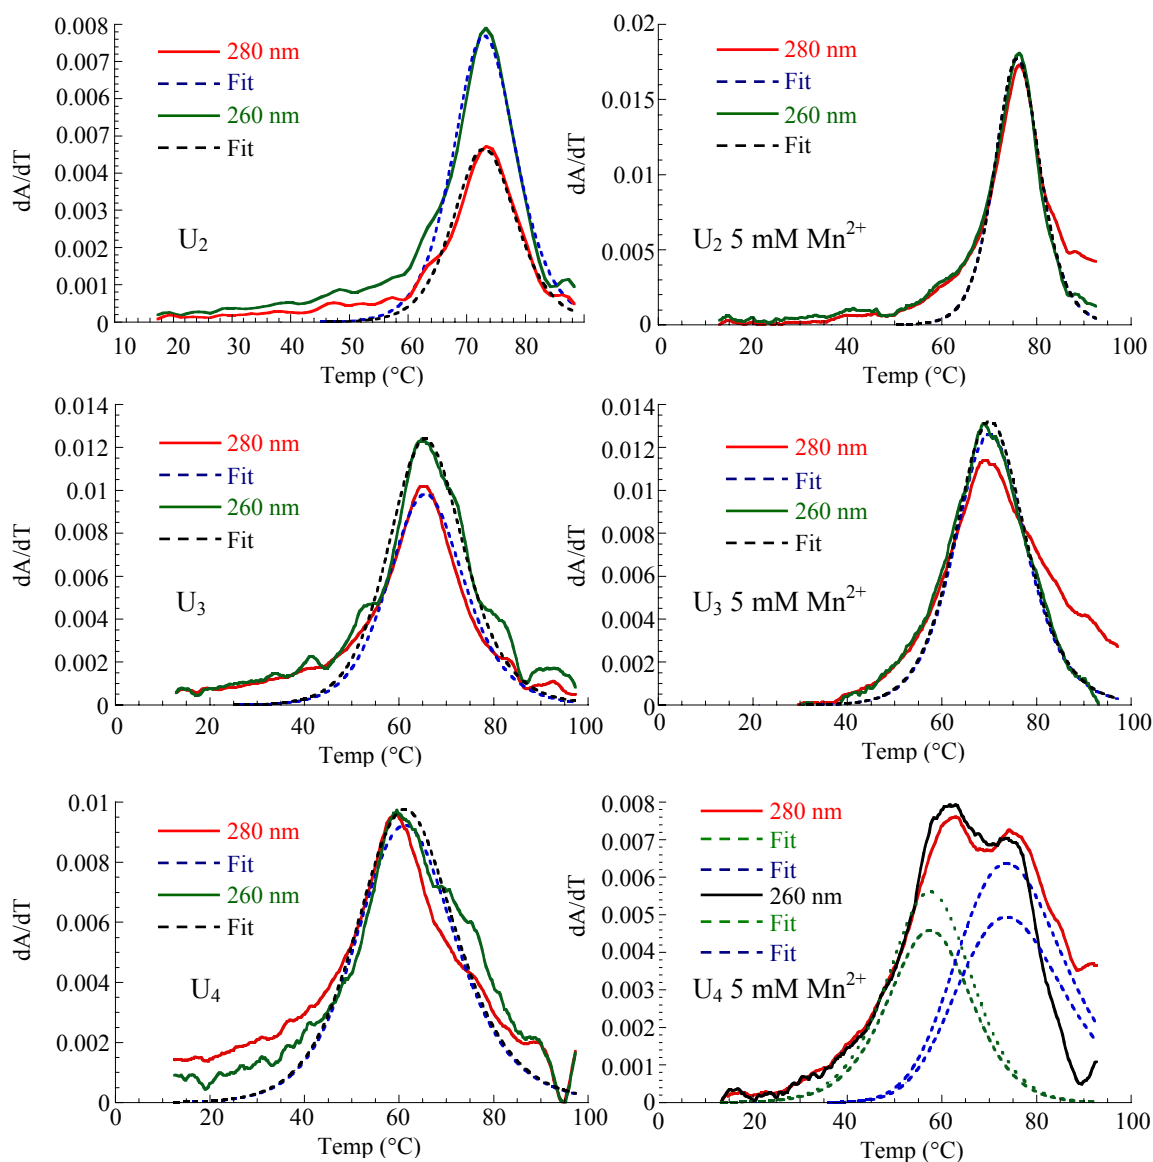 0.008
0.007
0.008
0.007
0.008
0.003
0.002
0.001
0
dA/dT
280 nm
Fit
260 nm
Fit
U2
10 20 30 40 50 60 70 80
Temp (°C)
0.02
0.017
0.01
0.005
0
dA/dT
280 nm
Fit
260 nm
Fit
U2 5 mM Mn2+
0 20 40 60 80 100
Temp (°C)
0.014
0.012
0.01
0.008
0.006
0.004
0.002
0
dA/dT
280 nm
Fit
260 nm
Fit
U3
0 20 40 60 80 100
Temp (°C)
0.014
0.012
0.01
0.008
0.006
0.004
0.002
0
dA/dT
280 nm
Fit
260 nm
Fit
U3 5 mM Mn2+
0 20 40 60 80 100
Temp (°C)
0.01
0.008
0.006
0.004
0.002
0
dA/dT
280 nm
Fit
260 nm
Fit
U4
0 20 40 60 80 100
Temp (°C)
0.008
0.007
0.006
0.005
0.004
0.003
0.002
0.001
0
dA/dT
280 nm
Fit
Fit
260 nm
Fit
Fit
U4 5 mM Mn2+
0 20 40 60 80 100
Temp (°C)